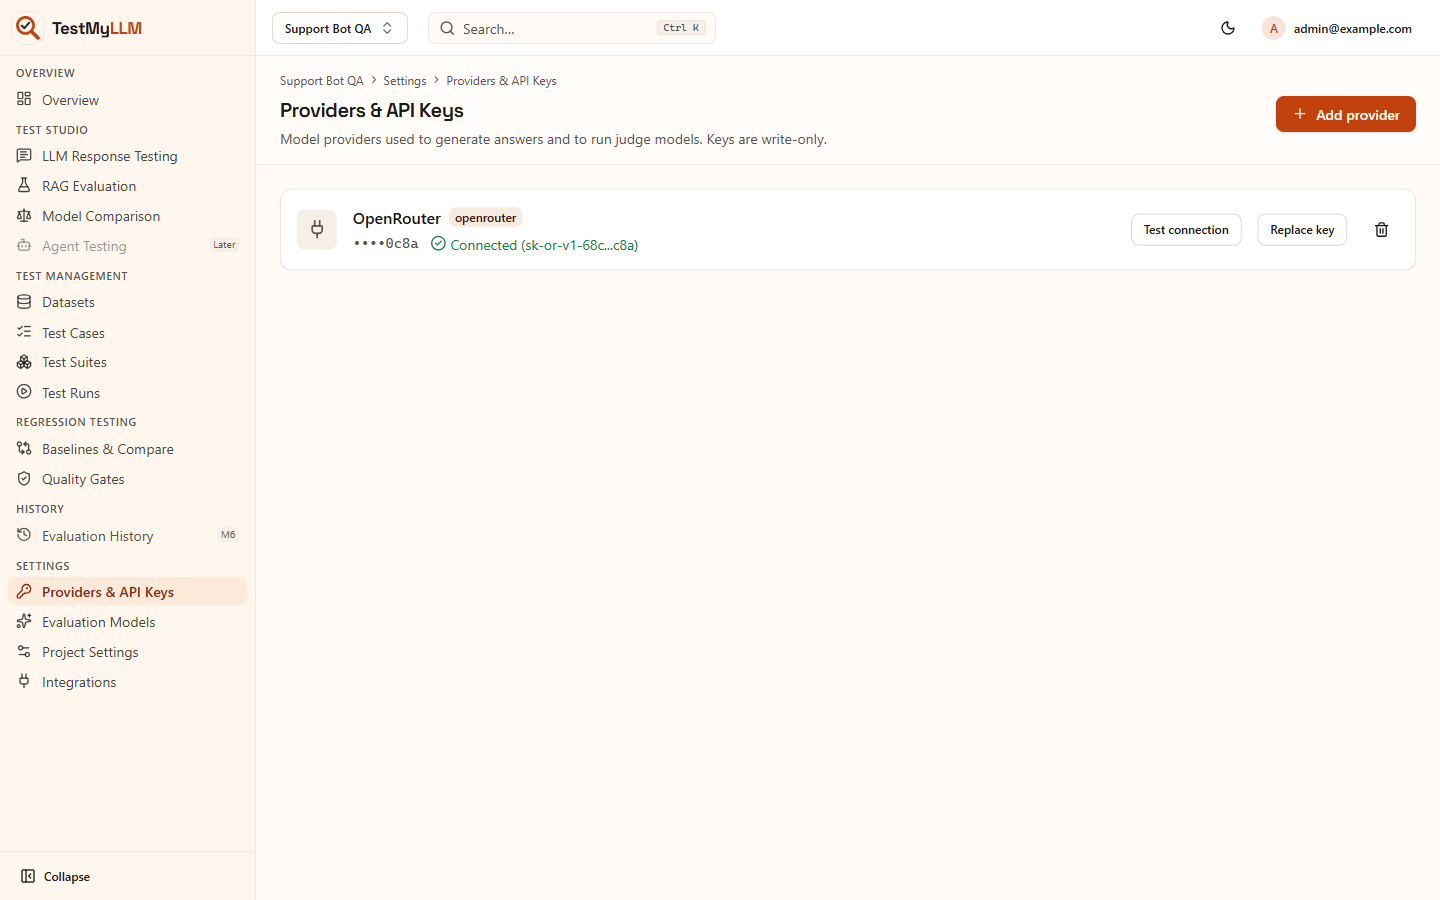 TestMyLLM
Support Bot QA
Search...
Ctrl K
A
admin@example.com
OVERVIEW
Overview
TEST STUDIO
LLM Response Testing
RAG Evaluation
Model Comparison
Agent Testing
Later
TEST MANAGEMENT
Datasets
Test Cases
Test Suites
Test Runs
REGRESSION TESTING
Baselines & Compare
Quality Gates
HISTORY
Evaluation History
M6
SETTINGS
Providers & API Keys
Evaluation Models
Project Settings
Integrations
Collapse
Support Bot QA > Settings > Providers & API Keys
Providers & API Keys
Model providers used to generate answers and to run judge models. Keys are write-only.
+ Add provider
OpenRouter openrouter
••••0c8a Connected (sk-or-v1-68c...c8a)
Test connection
Replace key